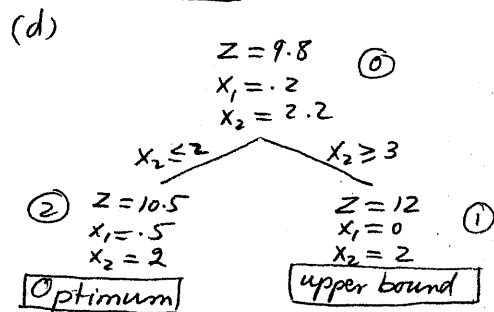 (d)
Z = 9.8
⓪
X₁ = .2
X₂ = 2.2
X₂ ≤ 2
X₂ ≥ 3
② Z = 10.5
X₁ = .5
X₂ = 2
Optimum
Z = 12 ①
X₁ = 0
X₂ = 2
upper bound